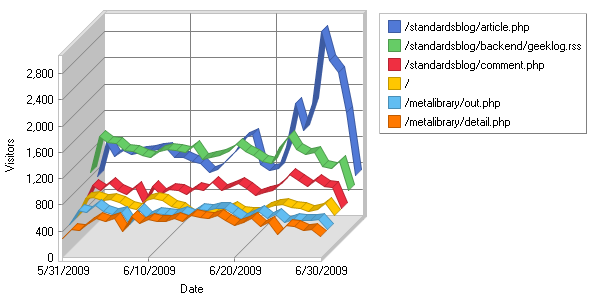 /standardsblog/article.php
/standardsblog/backend/geeklog.rss
/standardsblog/comment.php
/
/metalibrary/out.php
/metalibrary/detail.php
2,800
2,400
2,000
1,600
1,200
800
400
0
Visitors
5/31/2009 6/10/2009 6/20/2009 6/30/2009
Date